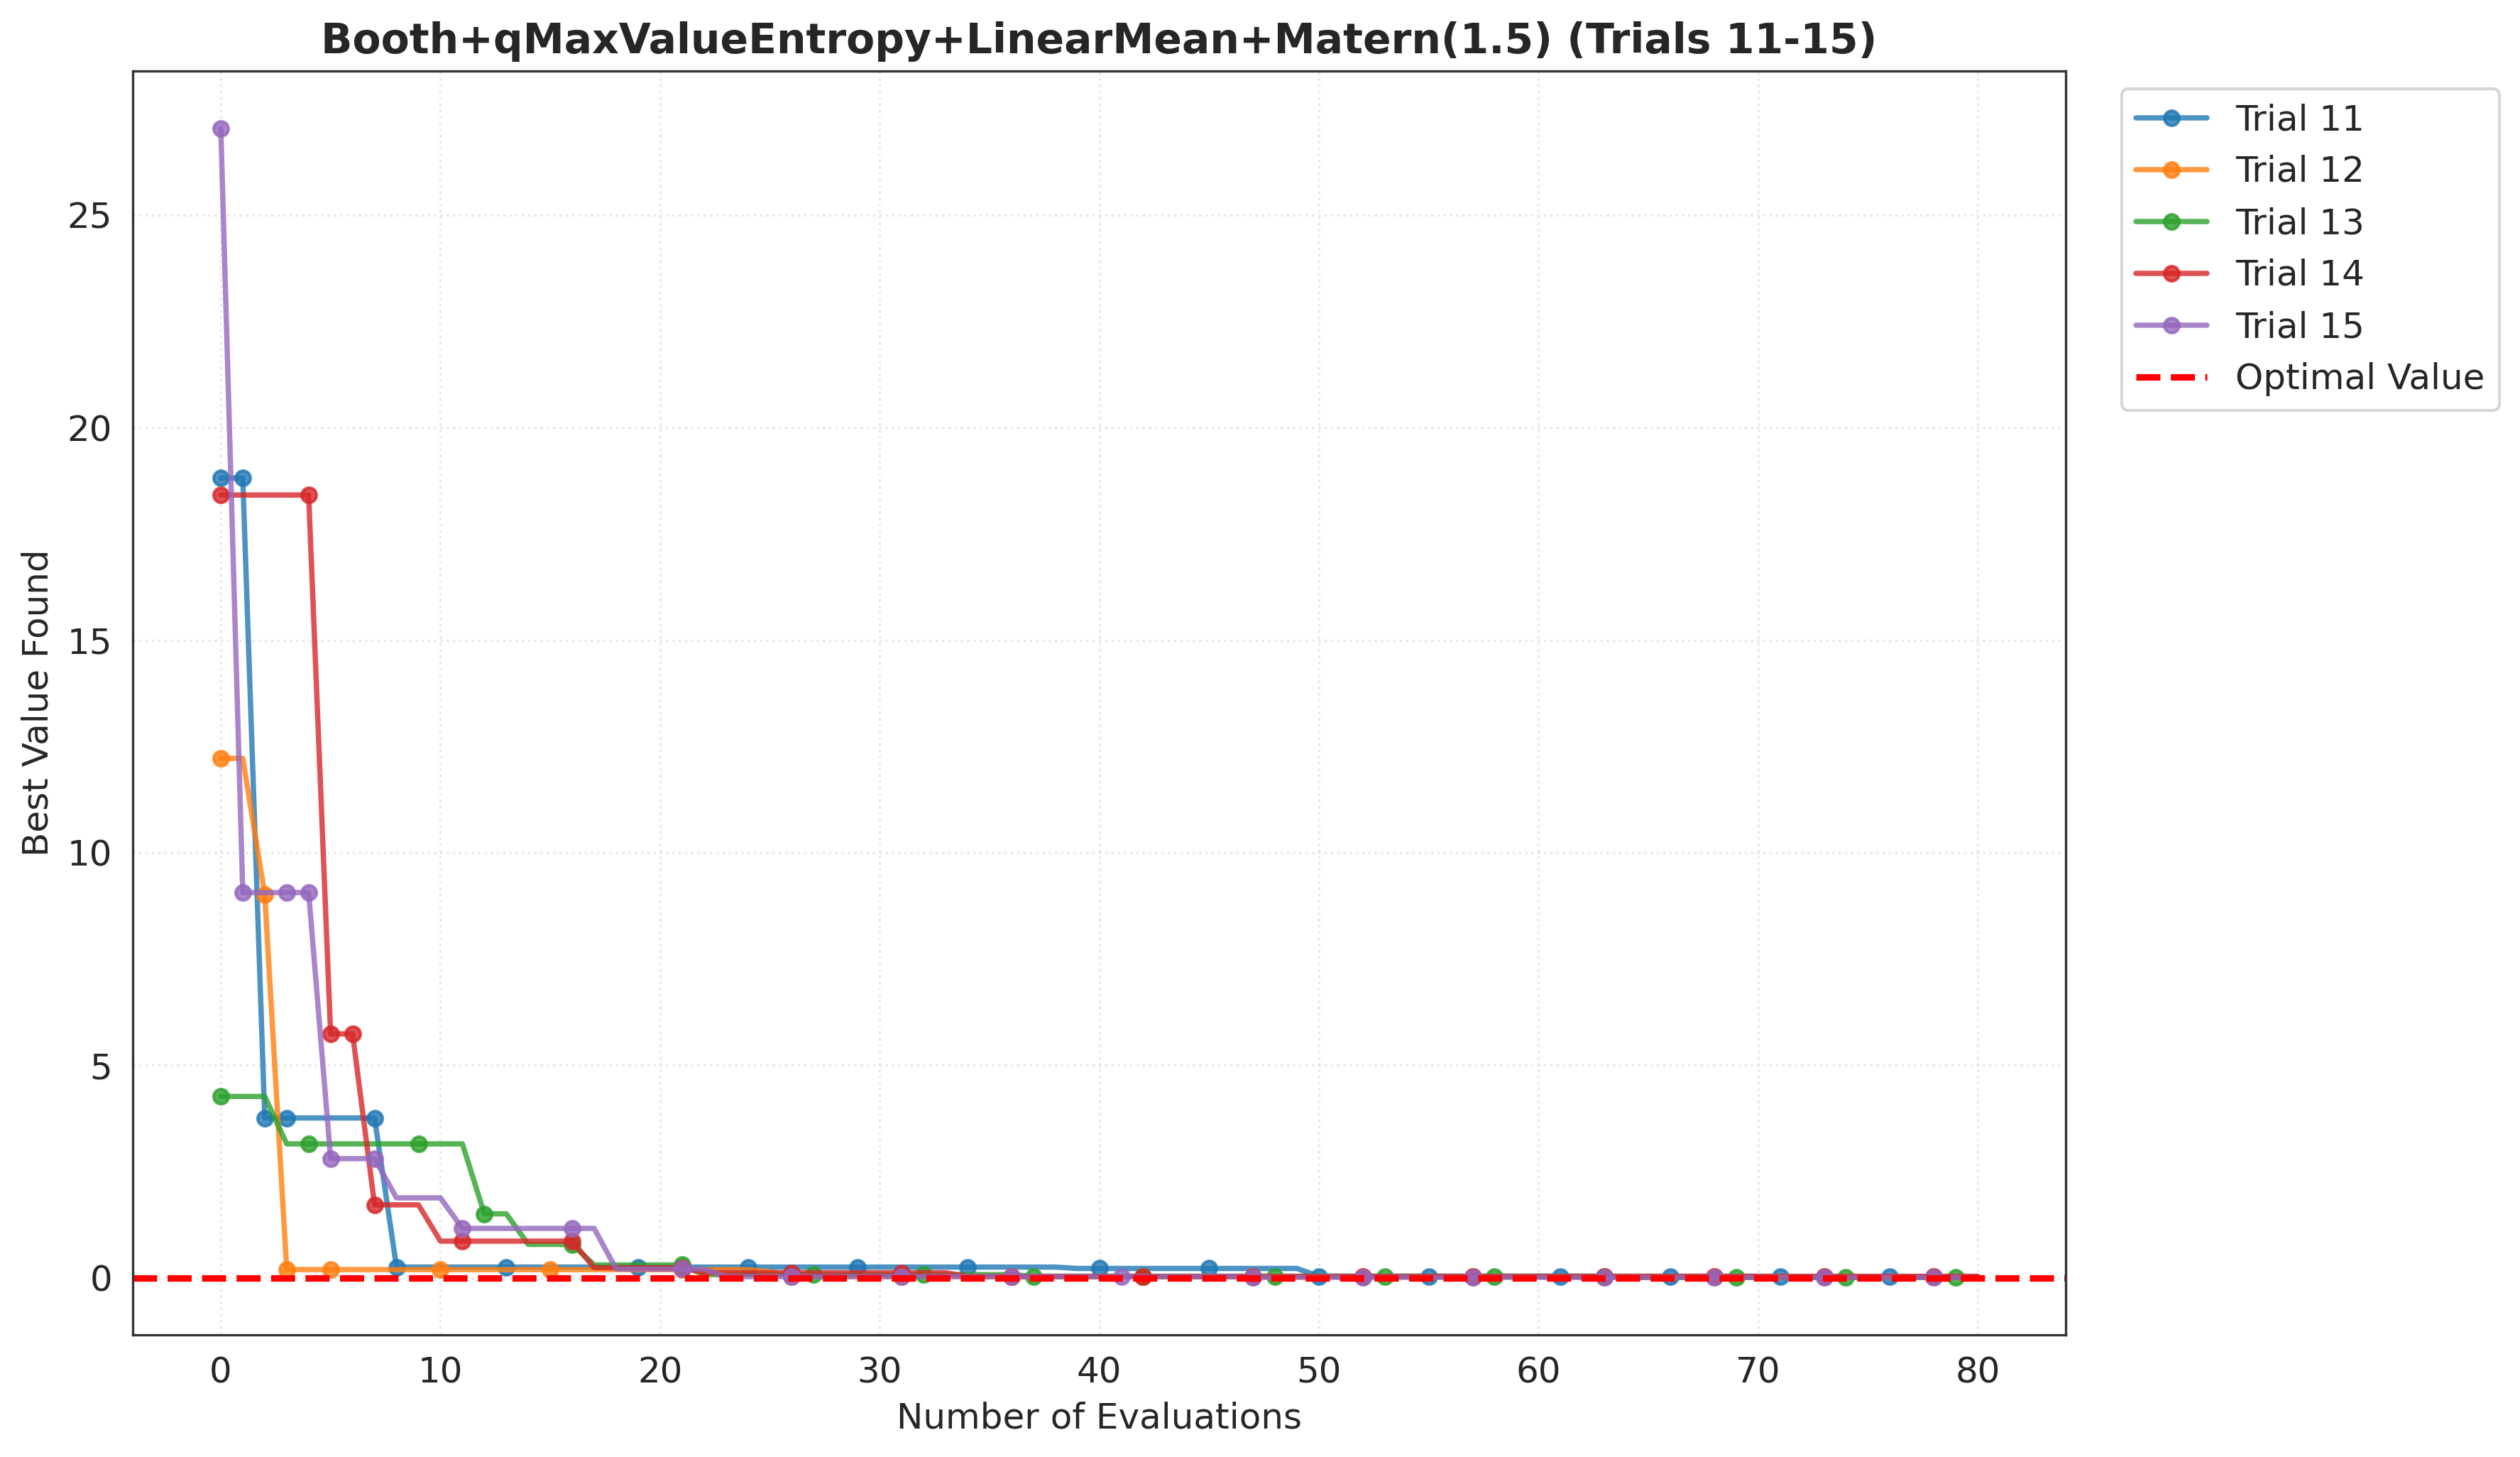 Booth+qMaxValueEntropy+LinearMean+Matern(1.5) (Trials 11-15)
Trial 11
Trial 12
Trial 13
Trial 14
Trial 15
Optimal Value
Best Value Found
25
20
15
10
5
0
0 10 20 30 40 50 60 70 80
Number of Evaluations